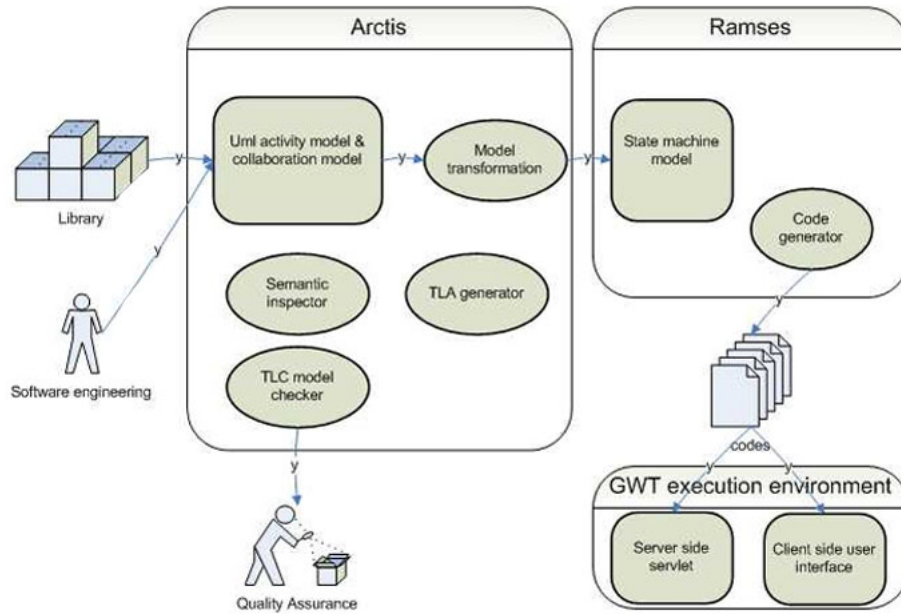 Arctis
Ramses
Uml activity model &
collaboration model
Model
transformation
State machine
model
y
y
y
Library
y
Code
generator
Semantic
inspector
TLA generator
y
Software engineering
TLC model
checker
codes
y
y
y
GWT execution environment
Server side
servlet
Client side user
interface
Quality Assurance